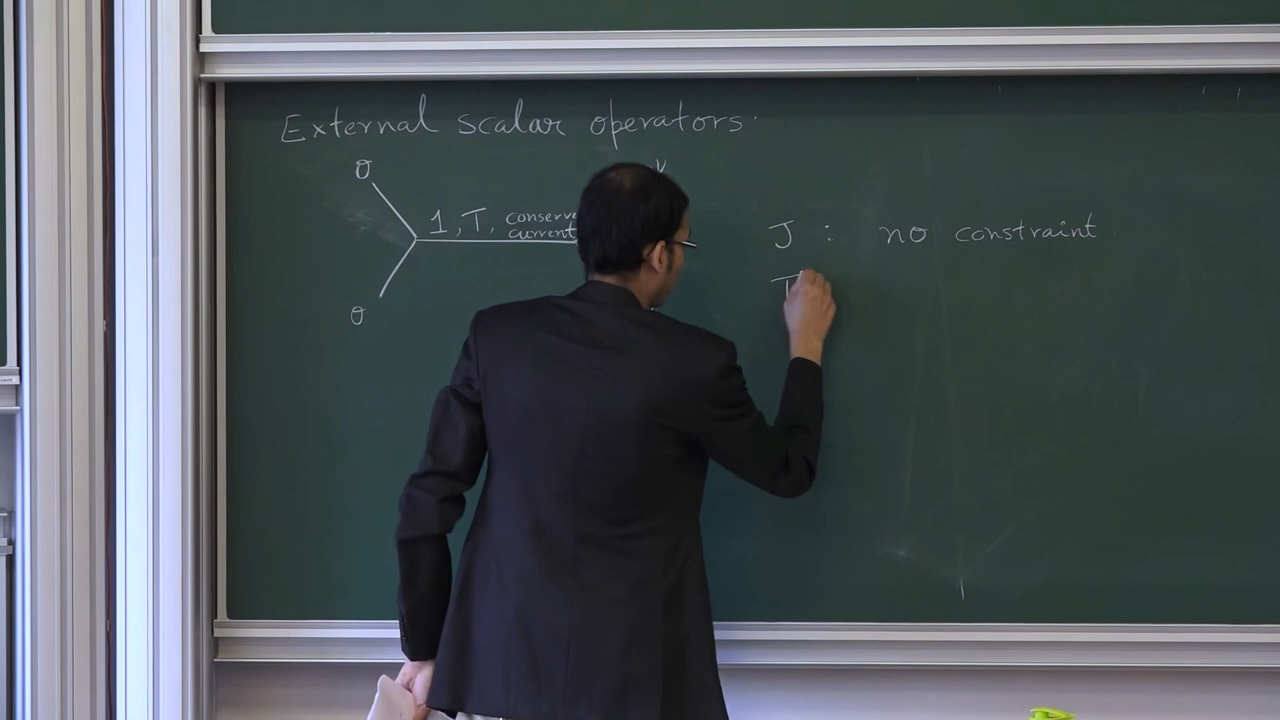 External scalar operators.
O
1, T, conserve
current
J : no constraint
T
O